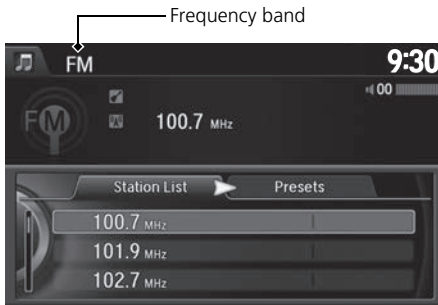 Frequency band
FM
9:30
00
FM
100.7 MHz
Station List
Presets
100.7 MHz
101.9 MHz
102.7 MHz